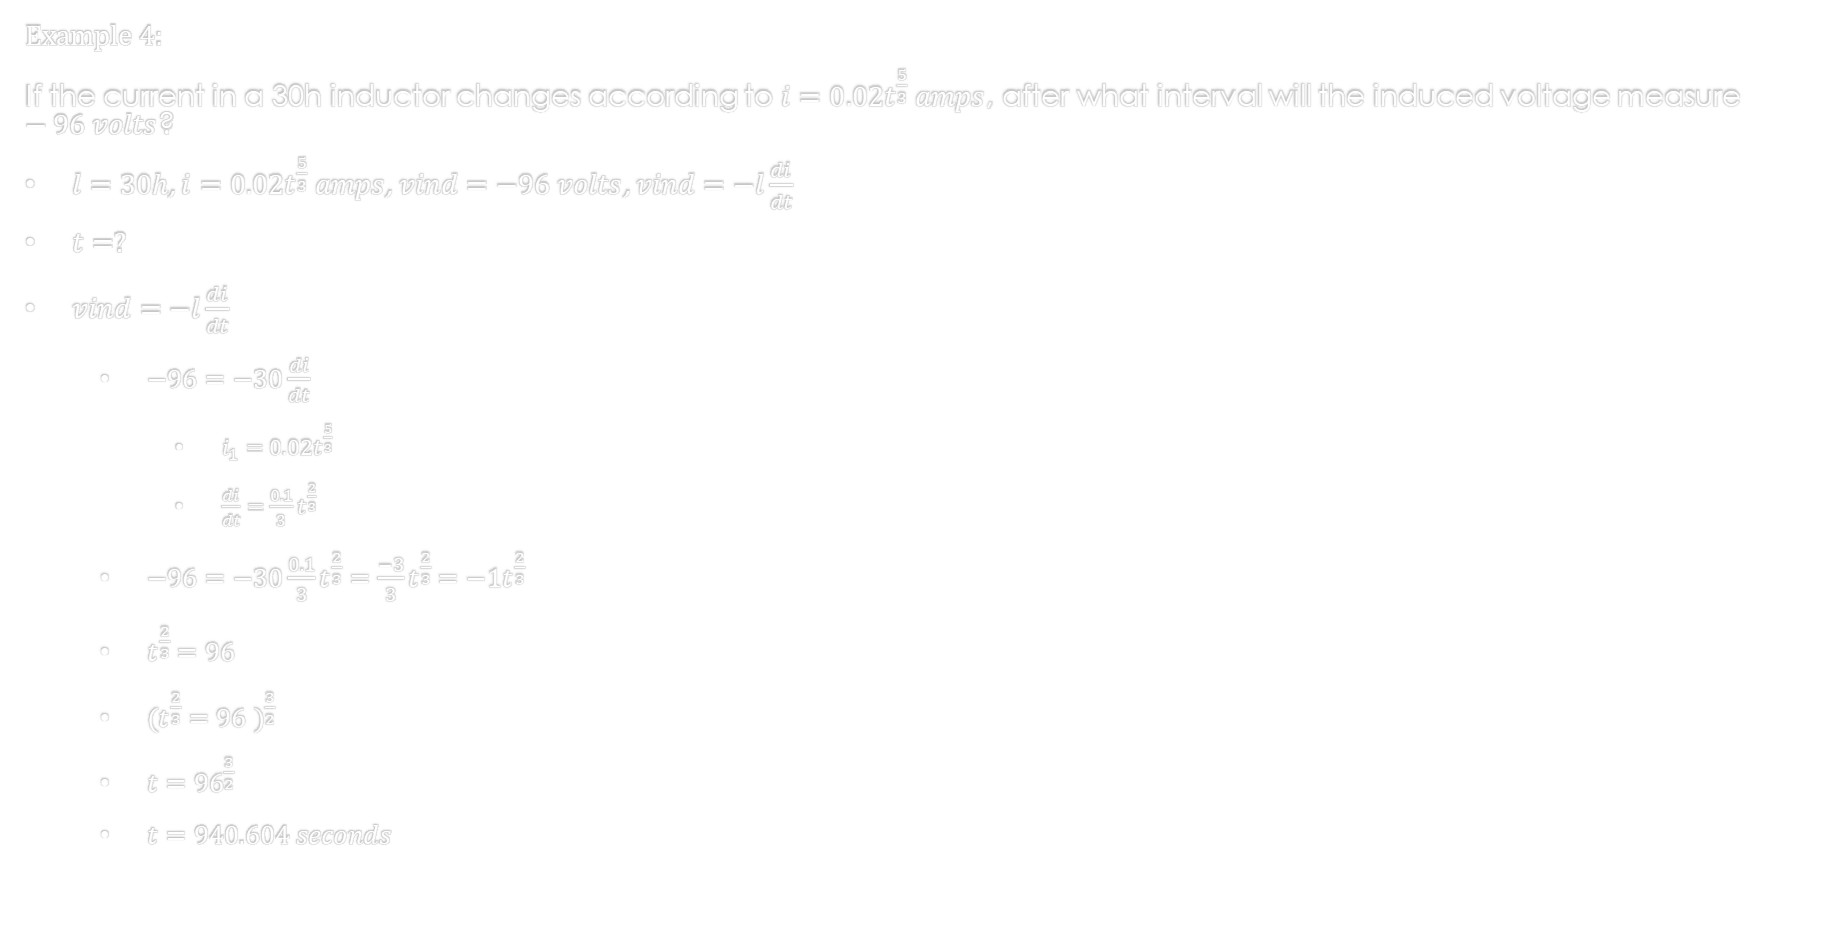 Example 4:
If the current in a 30h inductor changes according to i = 0.02t^(5/3) amps, after what interval will the induced voltage measure
− 96 volts?
• l = 30h, i = 0.02t^(5/3) amps, vind = −96 volts, vind = −l di/dt
• t =?
• vind = −l di/dt
• −96 = −30 di/dt
• i₁ = 0.02t^(5/3)
• di/dt = 0.1/3 t^(2/3)
• −96 = −30 0.1/3 t^(2/3) = −3/3 t^(2/3) = −1t^(2/3)
• t^(2/3) = 96
• (t^(2/3) = 96 )^(3/2)
• t = 96^(3/2)
• t = 940.604 seconds